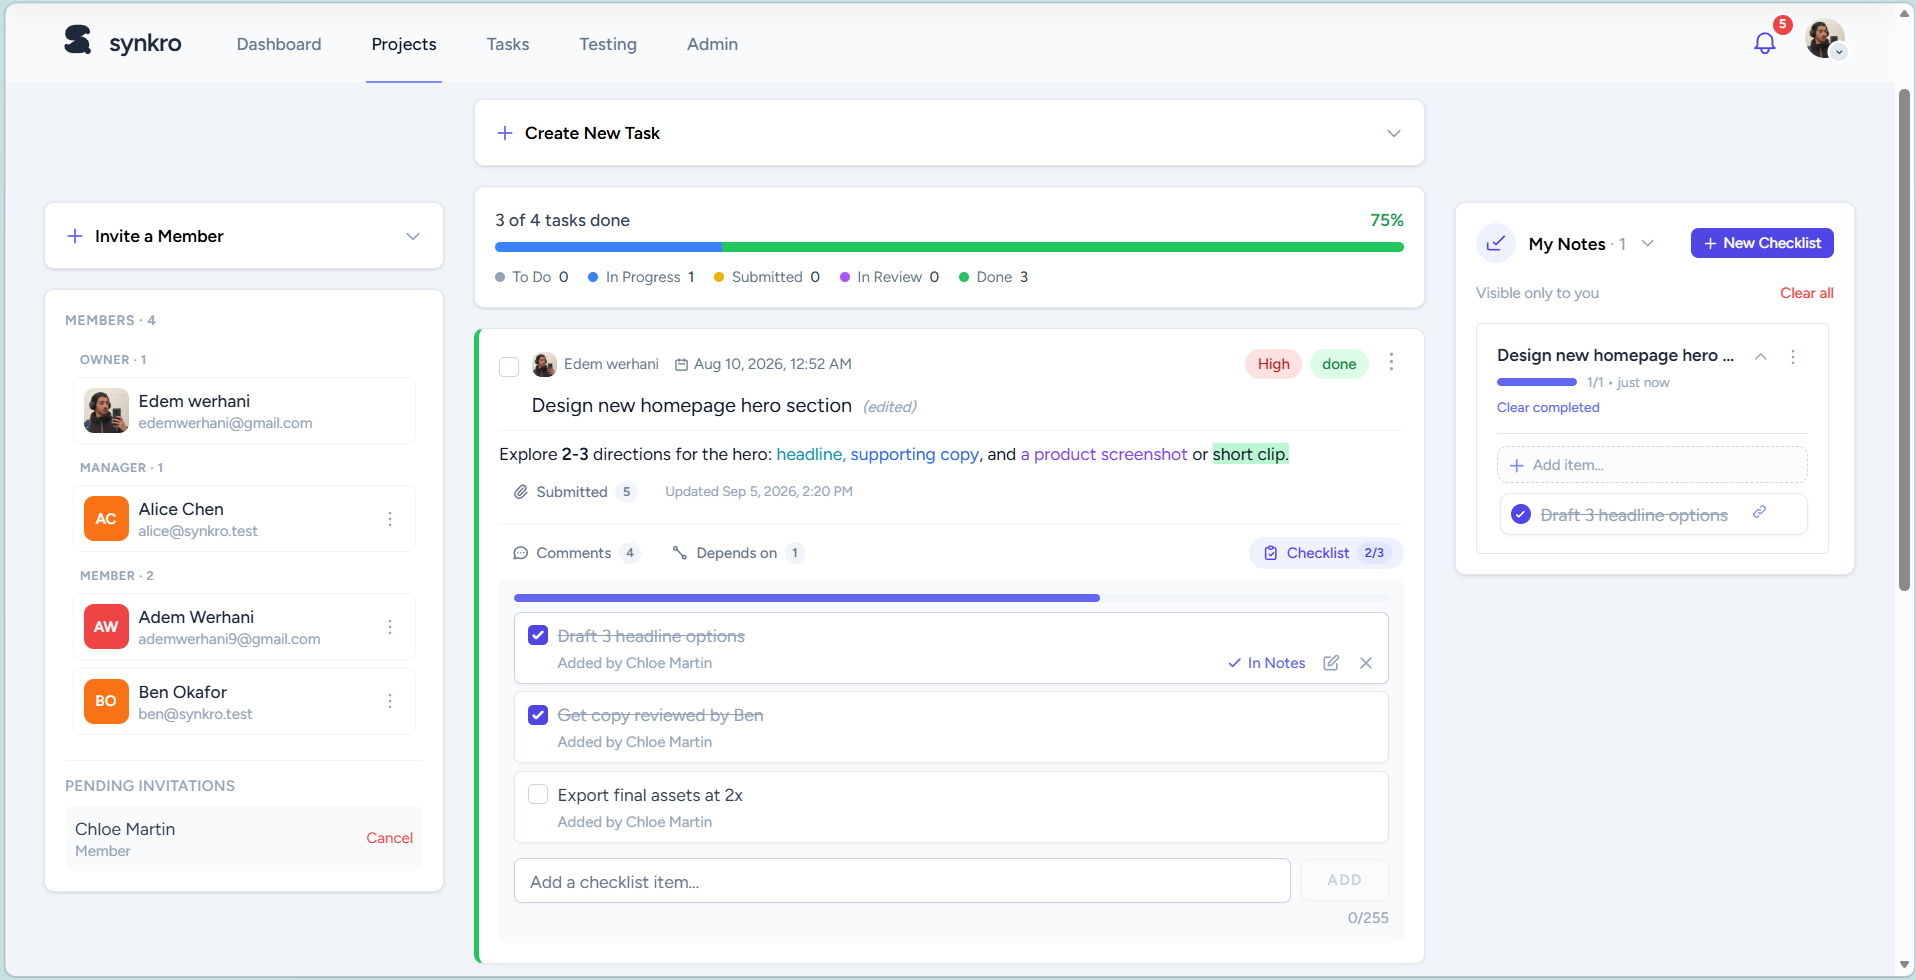 synkro
Dashboard
Projects
Tasks
Testing
Admin
5
Invite a Member
MEMBERS · 4
OWNER · 1
Edem werhani
edemwerhani@gmail.com
MANAGER · 1
AC
Alice Chen
alice@synkro.test
MEMBER · 2
AW
Adem Werhani
ademwerhani9@gmail.com
BO
Ben Okafor
ben@synkro.test
PENDING INVITATIONS
Chloe Martin
Member
Cancel
Create New Task
3 of 4 tasks done
75%
To Do 0
In Progress 1
Submitted 0
In Review 0
Done 3
Edem werhani
Aug 10, 2026, 12:52 AM
High
done
Design new homepage hero section (edited)
Explore 2-3 directions for the hero: headline, supporting copy, and a product screenshot or short clip.
Submitted 5
Updated Sep 5, 2026, 2:20 PM
Comments 4
Depends on 1
Checklist 2/3
Draft 3 headline options
Added by Chloe Martin
In Notes
Get copy reviewed by Ben
Added by Chloe Martin
Export final assets at 2x
Added by Chloe Martin
Add a checklist item...
ADD
0/255
My Notes · 1
New Checklist
Visible only to you
Clear all
Design new homepage hero ...
1/1 • just now
Clear completed
Add item...
Draft 3 headline options